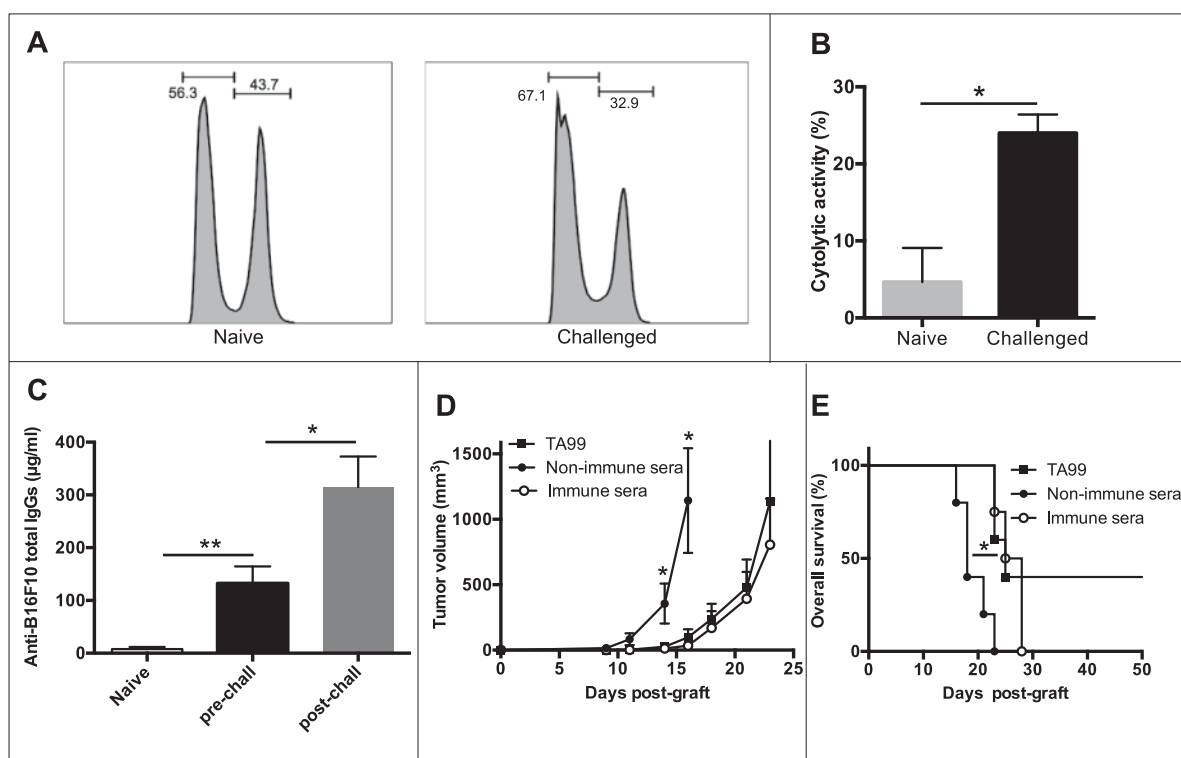 A
56.3
43.7
Naive
67.1
32.9
Challenged
B
Cytolytic activity (%)
30
20
10
0
*
Naive
Challenged
C
Anti-B16F10 total IgGs (µg/ml)
400
300
200
100
0
**
*
Naive
pre-chall
post-chall
D
Tumor volume (mm³)
1500
1000
500
0
TA99
Non-immune sera
Immune sera
*
*
0 5 10 15 20 25
Days post-graft
E
Overall survival (%)
100
50
0
TA99
Non-immune sera
Immune sera
*
0 10 20 30 40 50
Days post-graft